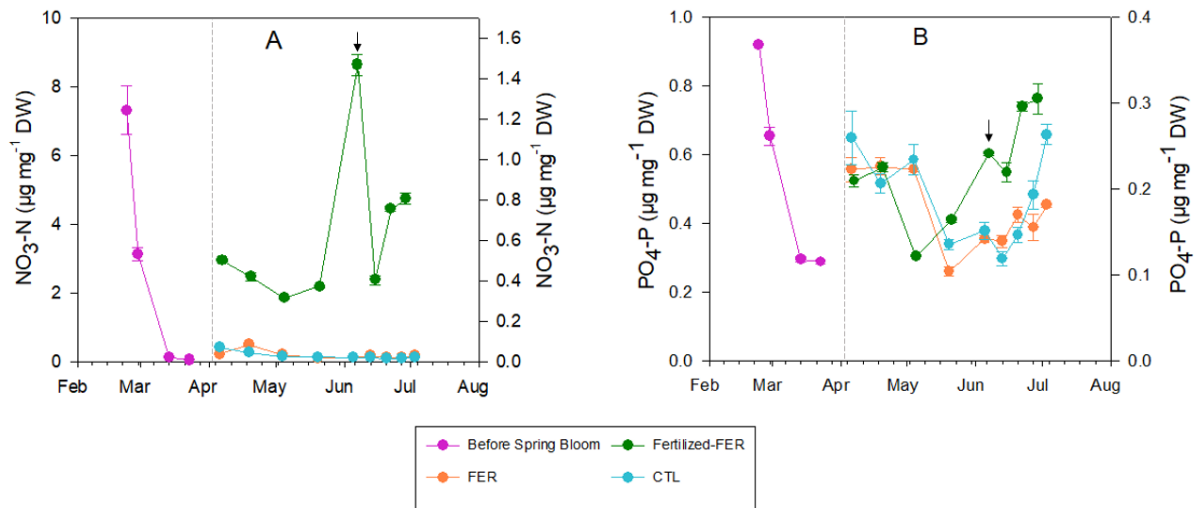 A
NO3-N (µg mg-1 DW)
10
8
6
4
2
0
NO3-N (µg mg-1 DW)
1.6
1.4
1.2
1.0
0.8
0.6
0.4
0.2
0.0
Feb Mar Apr May Jun Jul Aug
B
PO4-P (µg mg-1 DW)
1.0
0.8
0.6
0.4
0.2
0.0
PO4-P (µg mg-1 DW)
0.4
0.3
0.2
0.1
0.0
Feb Mar Apr May Jun Jul Aug
Before Spring Bloom Fertilized-FER
FER CTL